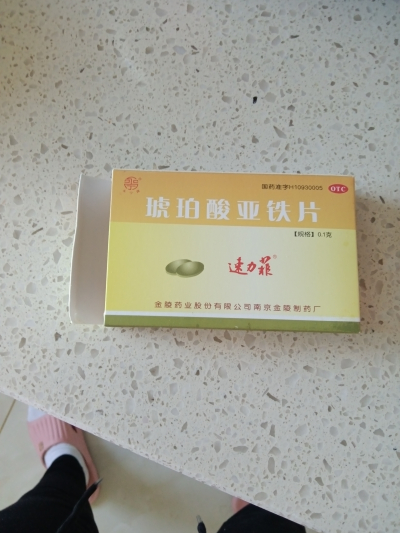 国药准字H10930005 OTC
琥珀酸亚铁片
【规格】0.1克
速力菲®
金陵药业股份有限公司南京金陵制药厂